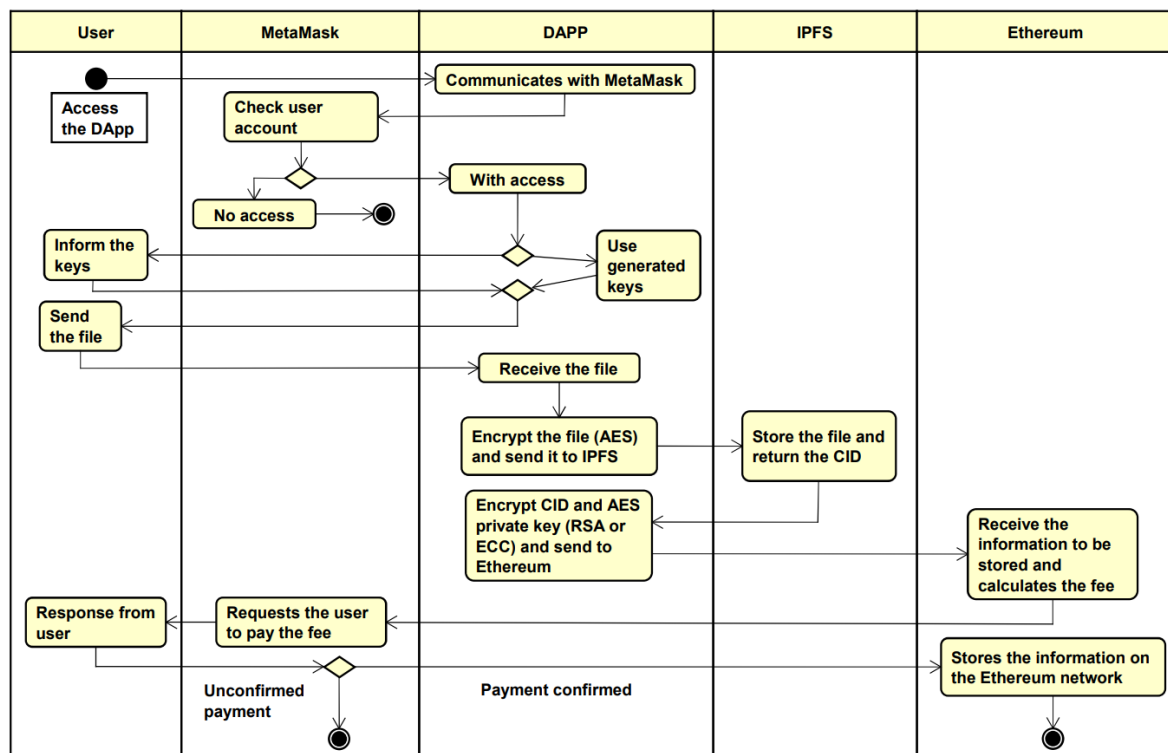 User
MetaMask
DAPP
IPFS
Ethereum
Access
the DApp
Communicates with MetaMask
Check user
account
With access
No access
Inform the
keys
Use
generated
keys
Send
the file
Receive the file
Encrypt the file (AES)
and send it to IPFS
Store the file and
return the CID
Encrypt CID and AES
private key (RSA or
ECC) and send to
Ethereum
Receive the
information to be
stored and
calculates the fee
Requests the user
to pay the fee
Response from
user
Unconfirmed
payment
Payment confirmed
Stores the information on
the Ethereum network